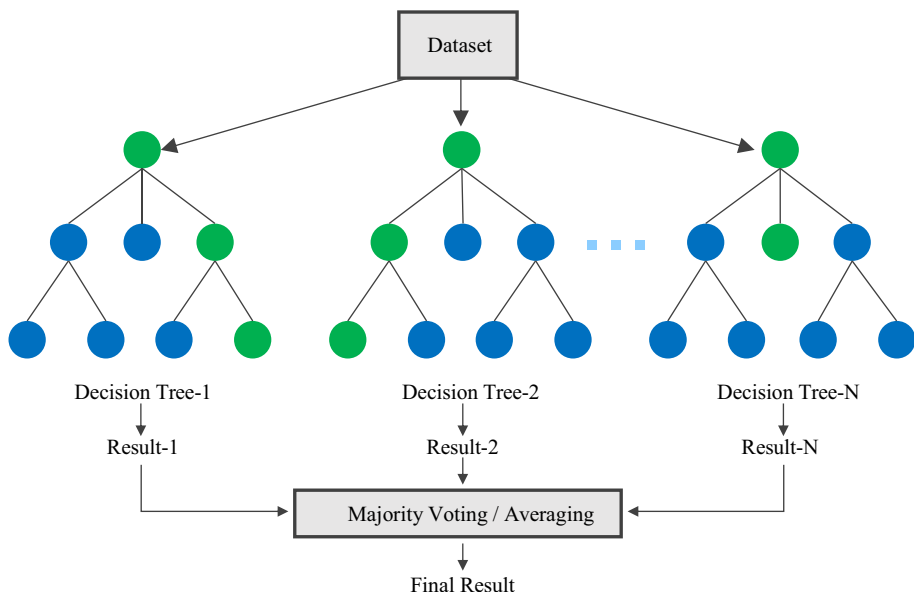 Dataset
Decision Tree-1
Decision Tree-2
Decision Tree-N
Result-1
Result-2
Result-N
Majority Voting / Averaging
Final Result